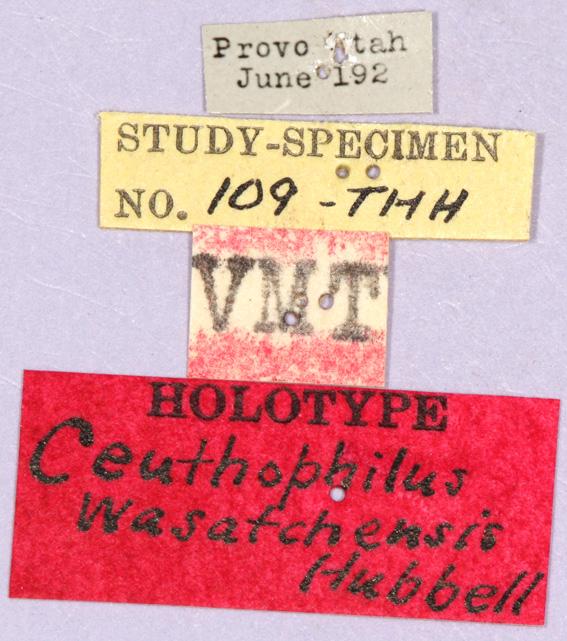 Provo Utah
June 192
STUDY-SPECIMEN
NO. 109-THH
VMT
HOLOTYPE
Ceuthophilus
wasatchensis
Hubbell